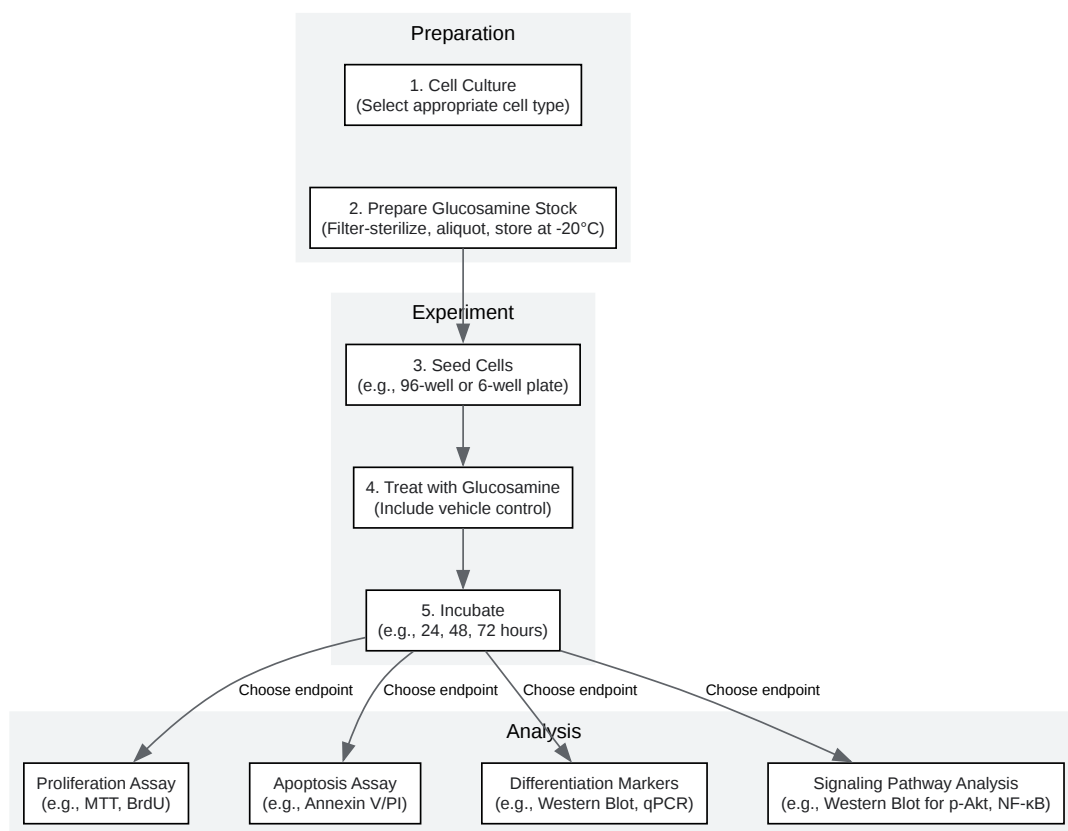 Preparation
1. Cell Culture
(Select appropriate cell type)
2. Prepare Glucosamine Stock
(Filter-sterilize, aliquot, store at -20°C)
Experiment
3. Seed Cells
(e.g., 96-well or 6-well plate)
4. Treat with Glucosamine
(Include vehicle control)
5. Incubate
(e.g., 24, 48, 72 hours)
Choose endpoint
Choose endpoint
Choose endpoint
Choose endpoint
Analysis
Proliferation Assay
(e.g., MTT, BrdU)
Apoptosis Assay
(e.g., Annexin V/PI)
Differentiation Markers
(e.g., Western Blot, qPCR)
Signaling Pathway Analysis
(e.g., Western Blot for p-Akt, NF-κB)